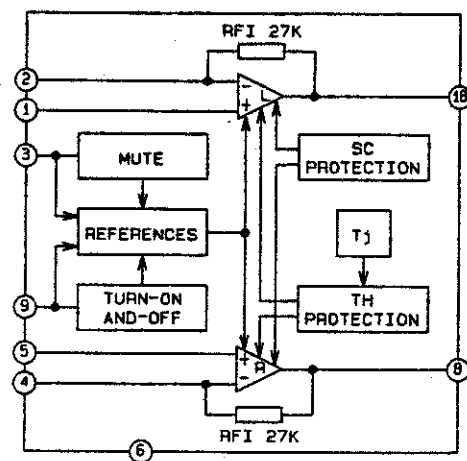 RFI 27K
2
-
L
10
1
+
3
MUTE
SC
PROTECTION
REFERENCES
Tj
9
TURN-ON
AND-OFF
TH
PROTECTION
5
+
R
8
4
-
RFI 27K
6